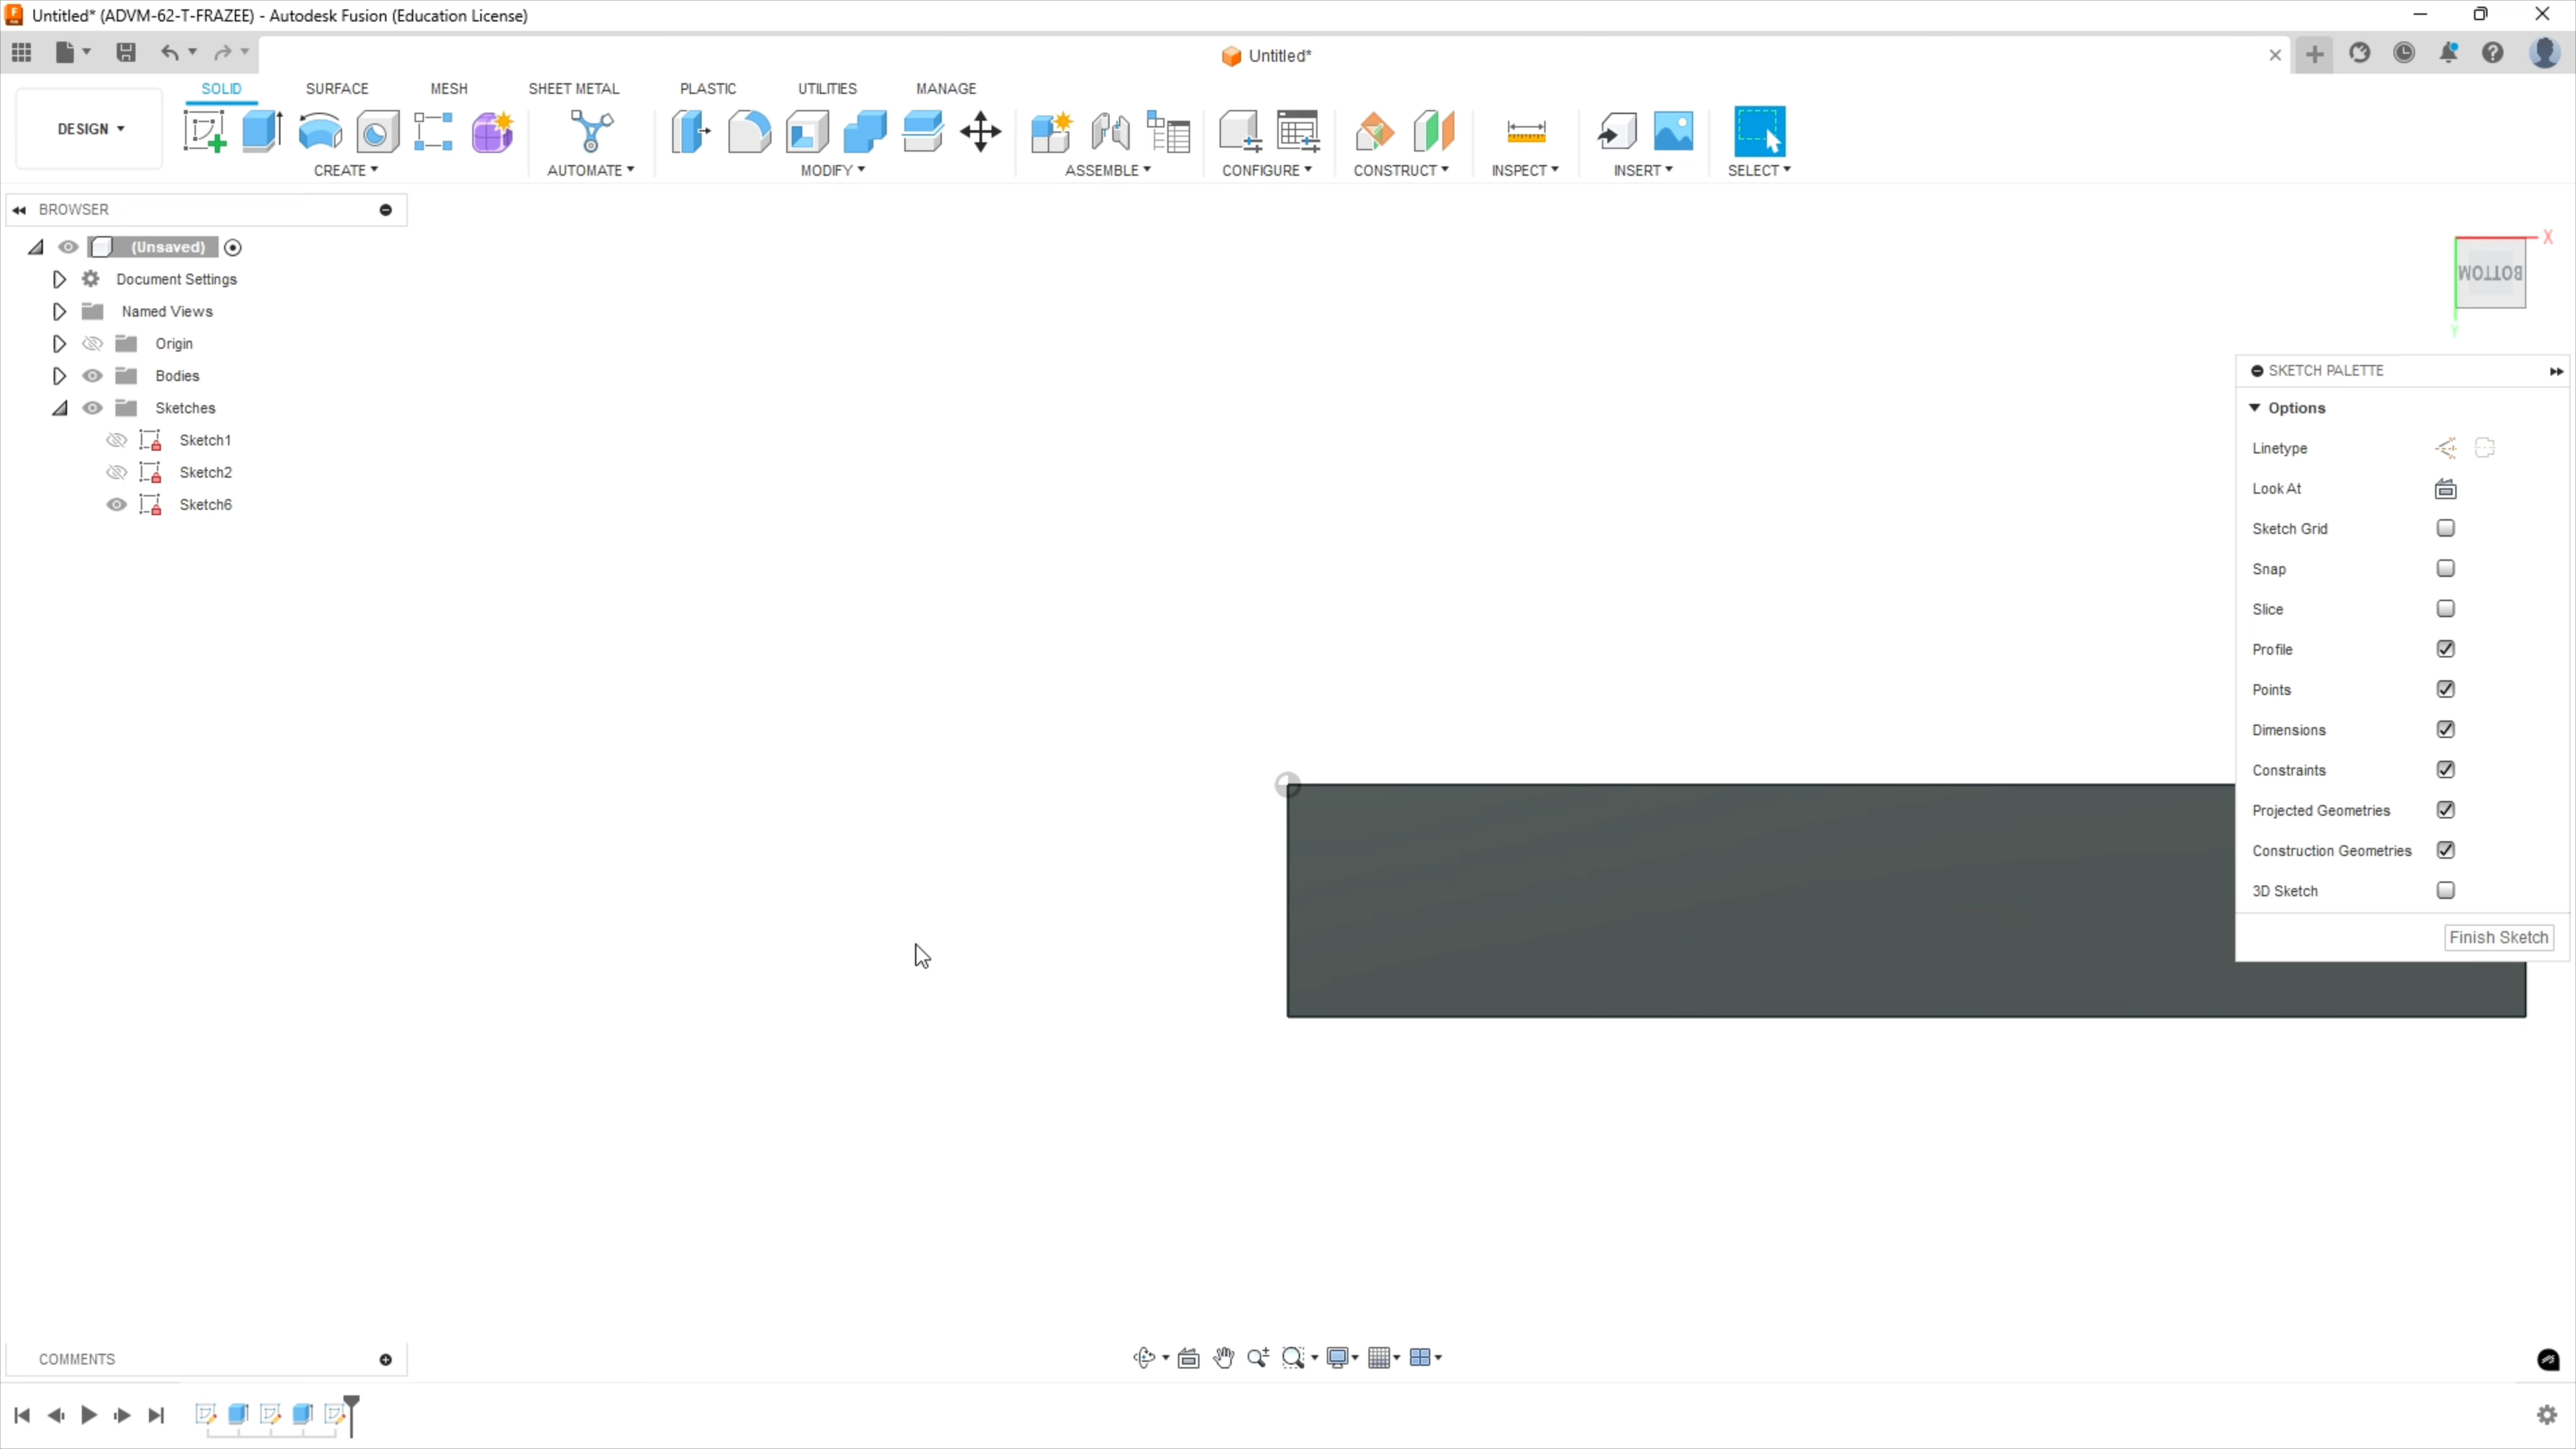 Untitled* (ADVM-62-T-FRAZEE) - Autodesk Fusion (Education License)
Untitled*
SOLID SURFACE MESH SHEET METAL PLASTIC UTILITIES MANAGE
DESIGN
CREATE AUTOMATE MODIFY ASSEMBLE CONFIGURE CONSTRUCT INSPECT INSERT SELECT
BROWSER
(Unsaved)
Document Settings
Named Views
Origin
Bodies
Sketches
Sketch1
Sketch2
Sketch6
X
BOTTOM
Y
SKETCH PALETTE
Options
Linetype
Look At
Sketch Grid
Snap
Slice
Profile
Points
Dimensions
Constraints
Projected Geometries
Construction Geometries
3D Sketch
Finish Sketch
COMMENTS